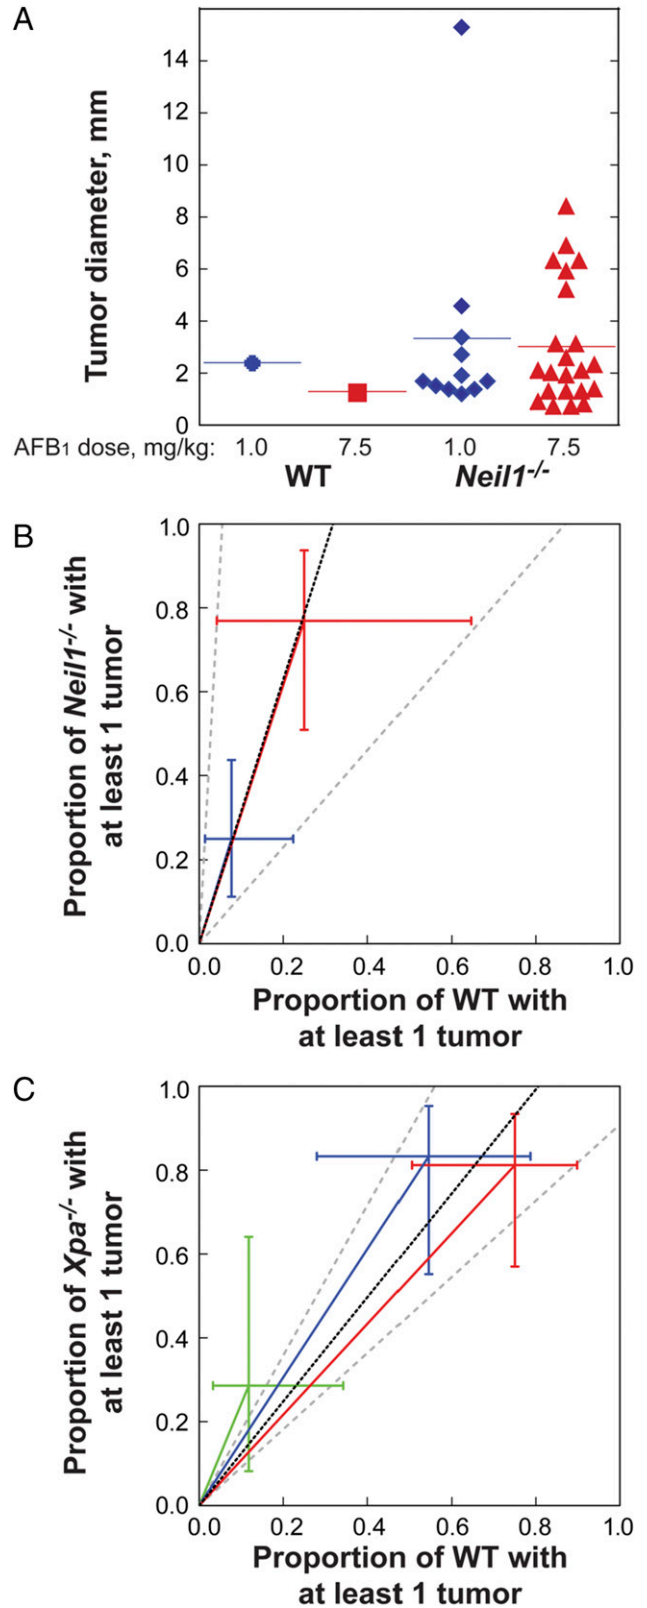 A
Tumor diameter, mm
14
12
10
8
6
4
2
0
AFB1 dose, mg/kg: 1.0 7.5 1.0 7.5
WT Neil1-/-
B
Proportion of Neil1-/- with
at least 1 tumor
1.0
0.8
0.6
0.4
0.2
0.0
0.0 0.2 0.4 0.6 0.8 1.0
Proportion of WT with
at least 1 tumor
C
Proportion of Xpa-/- with
at least 1 tumor
1.0
0.8
0.6
0.4
0.2
0.0
0.0 0.2 0.4 0.6 0.8 1.0
Proportion of WT with
at least 1 tumor